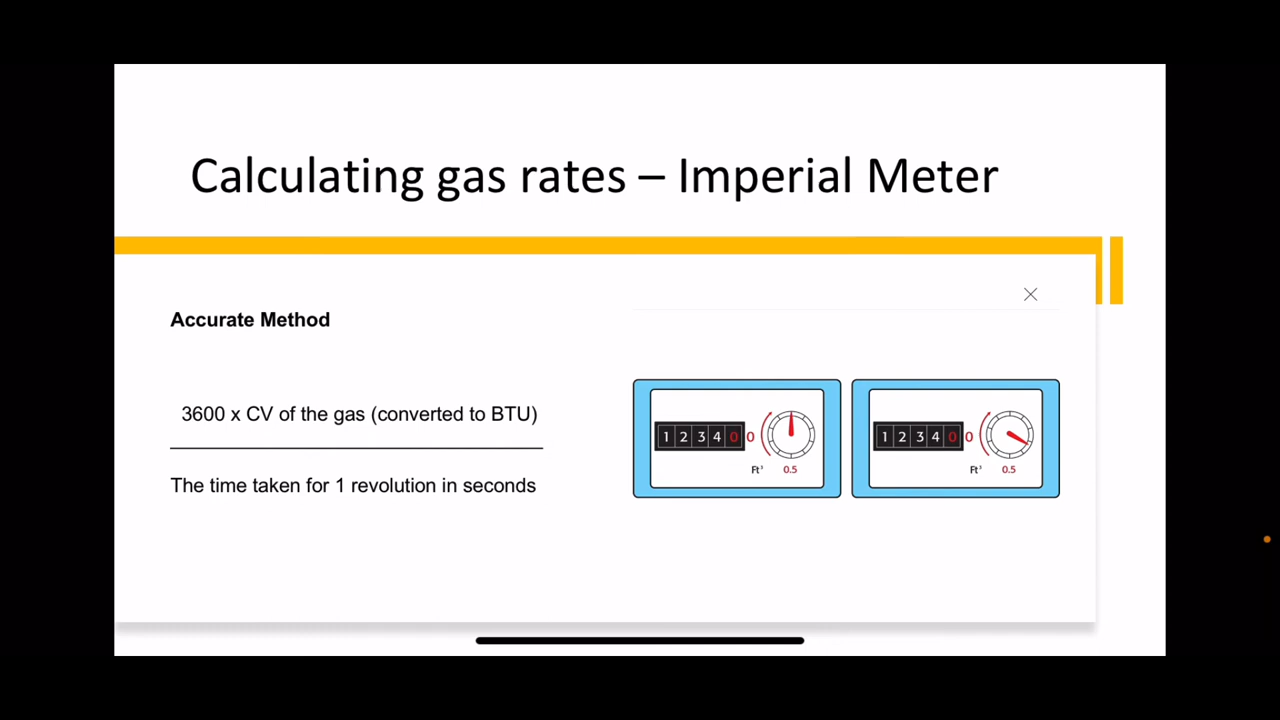 Calculating gas rates – Imperial Meter
Accurate Method
3600 x CV of the gas (converted to BTU)
The time taken for 1 revolution in seconds
1 2 3 4 0 0
Ft³ 0.5
1 2 3 4 0 0
Ft³ 0.5